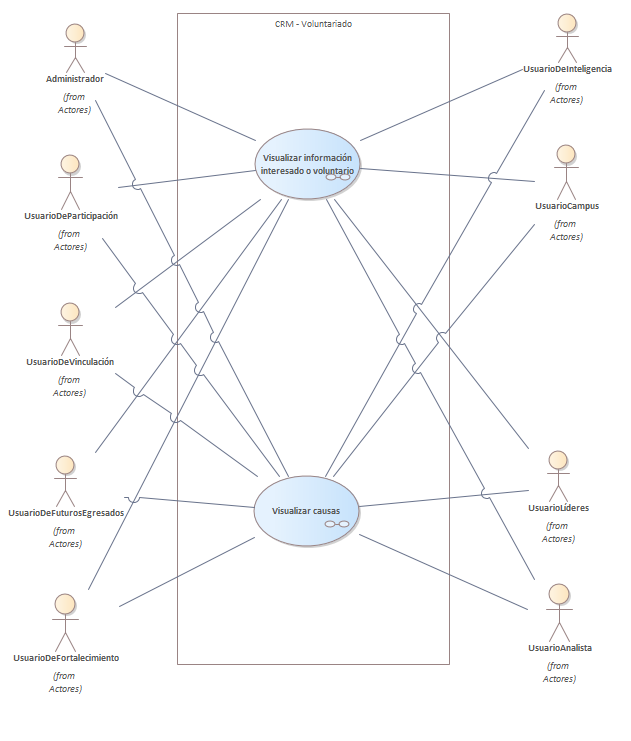 CRM - Voluntariado
Administrador
(from
Actores)
UsuarioDeParticipación
(from
Actores)
UsuarioDeVinculación
(from
Actores)
UsuarioDeFuturosEgresados
(from
Actores)
UsuarioDeFortalecimiento
(from
Actores)
Visualizar información
interesado o voluntario
Visualizar causas
UsuarioDeInteligencia
(from
Actores)
UsuarioCampus
(from
Actores)
UsuarioLíderes
(from
Actores)
UsuarioAnalista
(from
Actores)